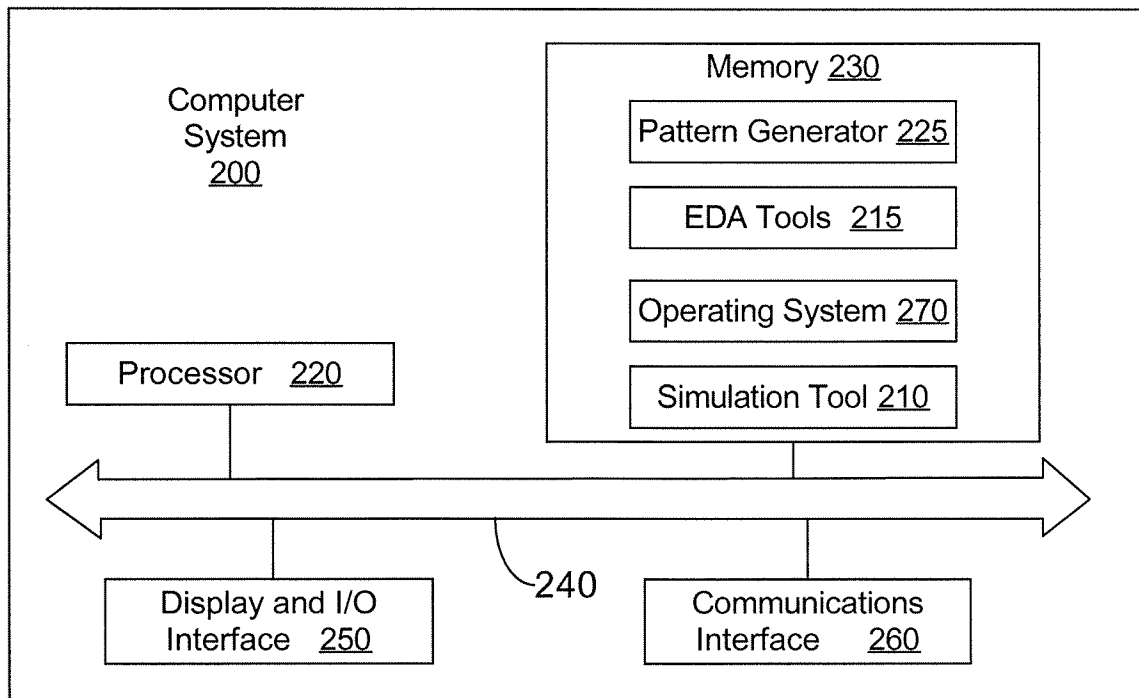 Computer
System
200
Memory 230
Pattern Generator 225
EDA Tools 215
Operating System 270
Simulation Tool 210
Processor 220
240
Display and I/O
Interface 250
Communications
Interface 260